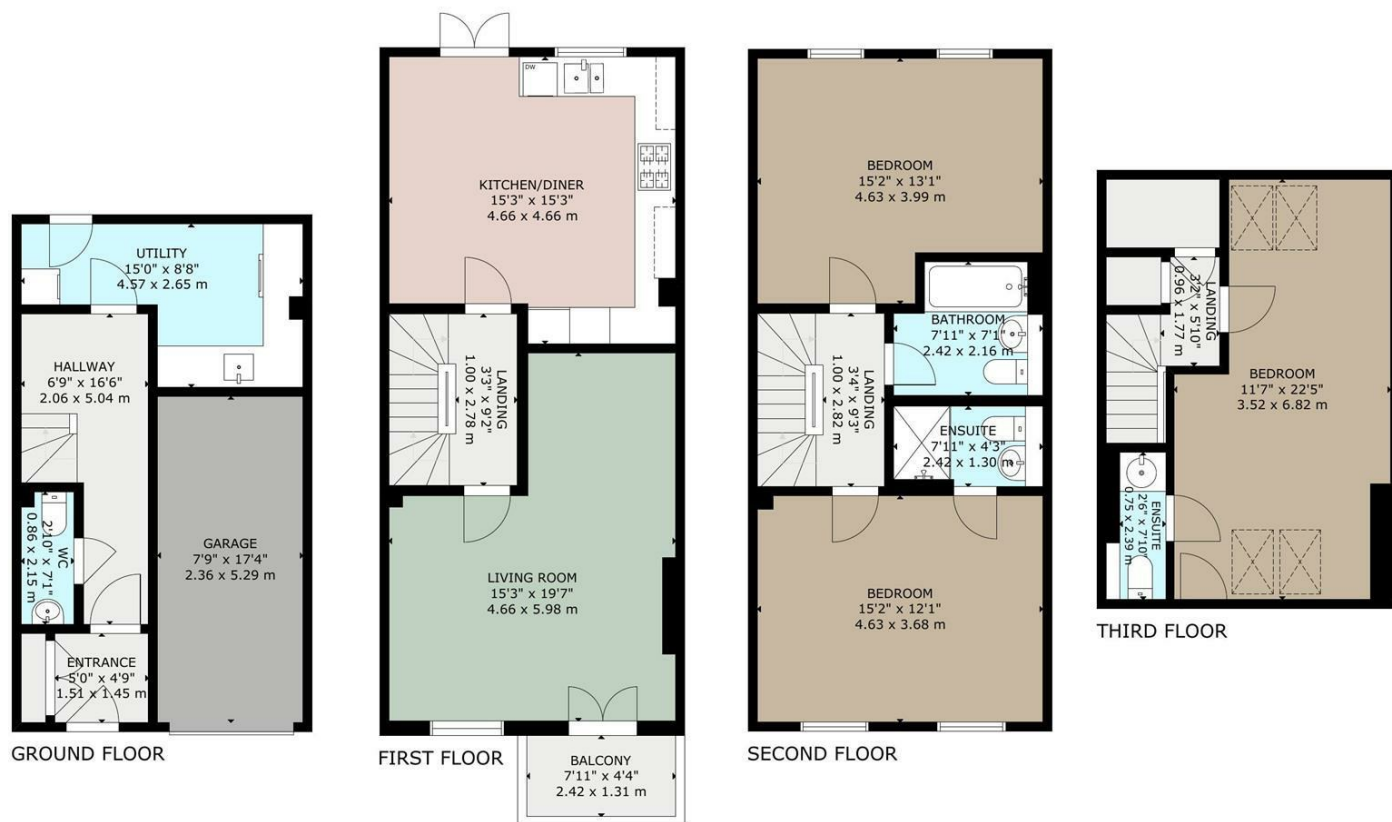 UTILITY
15'0" x 8'8"
4.57 x 2.65 m
HALLWAY
6'9" x 16'6"
2.06 x 5.04 m
WC
2'10" x 7'1"
0.86 x 2.15 m
GARAGE
7'9" x 17'4"
2.36 x 5.29 m
ENTRANCE
5'0" x 4'9"
1.51 x 1.45 m
GROUND FLOOR
DW
KITCHEN/DINER
15'3" x 15'3"
4.66 x 4.66 m
LANDING
3'3" x 9'2"
1.00 x 2.78 m
LIVING ROOM
15'3" x 19'7"
4.66 x 5.98 m
BALCONY
7'11" x 4'4"
2.42 x 1.31 m
FIRST FLOOR
BEDROOM
15'2" x 13'1"
4.63 x 3.99 m
BATHROOM
7'11" x 7'1"
2.42 x 2.16 m
LANDING
3'4" x 9'3"
1.00 x 2.82 m
ENSUITE
7'11" x 4'3"
2.42 x 1.30 m
BEDROOM
15'2" x 12'1"
4.63 x 3.68 m
SECOND FLOOR
LANDING
3'2" x 5'10"
0.96 x 1.77 m
BEDROOM
11'7" x 22'5"
3.52 x 6.82 m
ENSUITE
2'6" x 7'10"
0.75 x 2.39 m
THIRD FLOOR